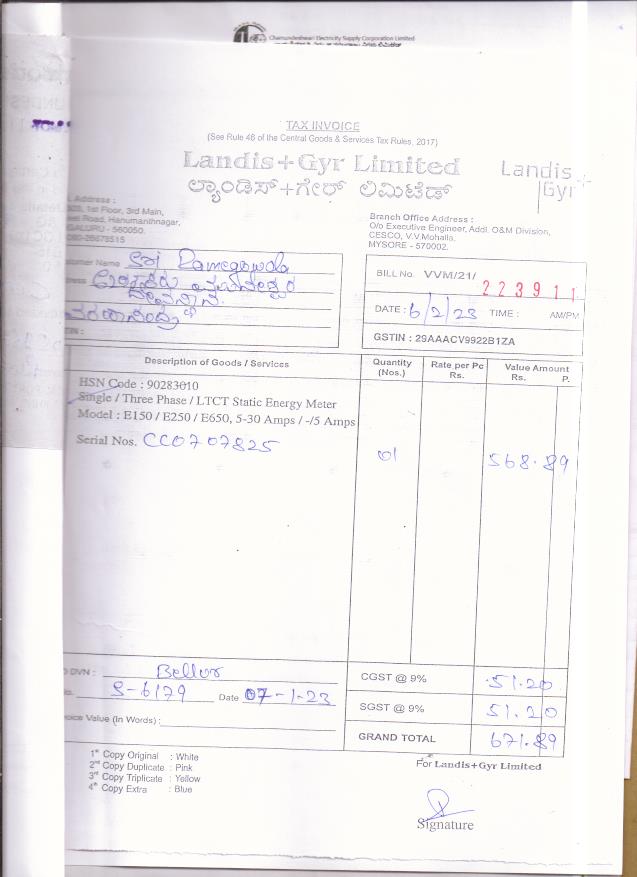 Chamundeshwari Electricity Supply Corporation Limited
TAX INVOICE
(See Rule 46 of the Central Goods & Services Tax Rules, 2017)
Landis+Gyr Limited
ಲ್ಯಾಂಡಿಸ್+ಗೇರ್ ಲಿಮಿಟೆಡ್
Landis
Gyr+
Address :
1st Floor, 3rd Main,
Road, Hanumanthnagar,
GALURU - 560050.
26678515
Branch Office Address :
O/o Executive Engineer, Addl. O&M Division,
CESCO, V.V.Mohalla,
MYSORE - 570002.
tomer Name Sri Ramegowda
BILL No. VVM/21/ 223911
DATE : 6/2/23 TIME : AM/PM
GSTIN : 29AAACV9922B1ZA
Description of Goods / Services Quantity (Nos.) Rate per Pc Rs. Value Amount Rs. P.
HSN Code : 90283010
Single / Three Phase / LTCT Static Energy Meter
Model : E150 / E250 / E650, 5-30 Amps / -/5 Amps
Serial Nos. CC0707825 01 568.89
DVN : Bellur
CGST @ 9% 51.20
S-6179 Date 07-1-23
SGST @ 9% 51.20
oice Value (In Words) :
GRAND TOTAL 671.89
1st Copy Original : White
2nd Copy Duplicate : Pink
3rd Copy Triplicate : Yellow
4th Copy Extra : Blue
For Landis+Gyr Limited
Signature